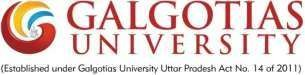 GALGOTIAS
UNIVERSITY
(Established under Galgotias University Uttar Pradesh Act No. 14 of 2011)